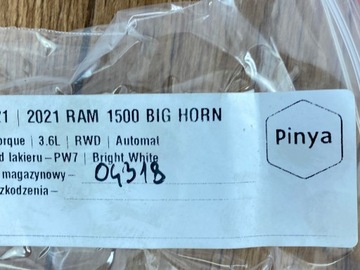 21 | 2021 RAM 1500 BIG HORN
orque | 3.6L | RWD | Automat
d lakieru – PW7 | Bright White
magazynowy – 04318
zkodzenia –
Pinya